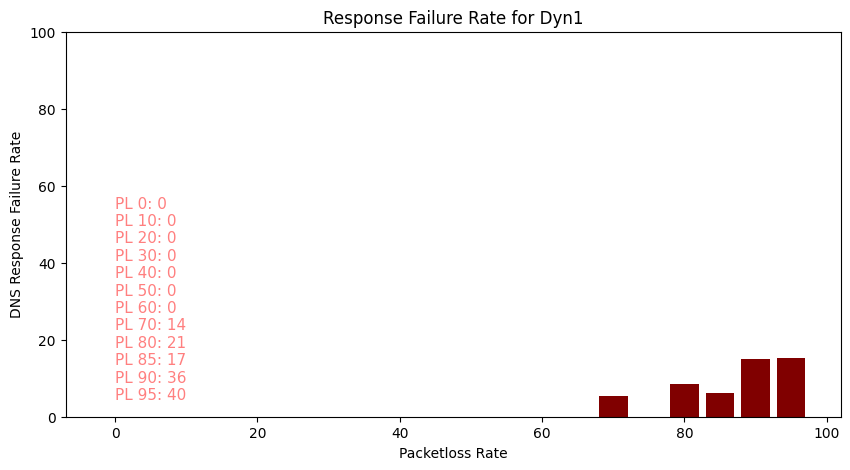 Response Failure Rate for Dyn1
100
80
60
40
20
0
DNS Response Failure Rate
PL 0: 0
PL 10: 0
PL 20: 0
PL 30: 0
PL 40: 0
PL 50: 0
PL 60: 0
PL 70: 14
PL 80: 21
PL 85: 17
PL 90: 36
PL 95: 40
0 20 40 60 80 100
Packetloss Rate